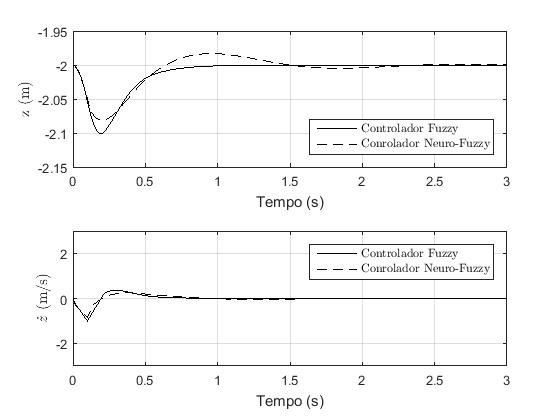 -1.95
-2
-2.05
-2.1
-2.15
z (m)
0
0.5
1
1.5
2
2.5
3
Tempo (s)
Controlador Fuzzy
Conrolador Neuro-Fuzzy
2
0
-2
ż (m/s)
0
0.5
1
1.5
2
2.5
3
Tempo (s)
Controlador Fuzzy
Conrolador Neuro-Fuzzy